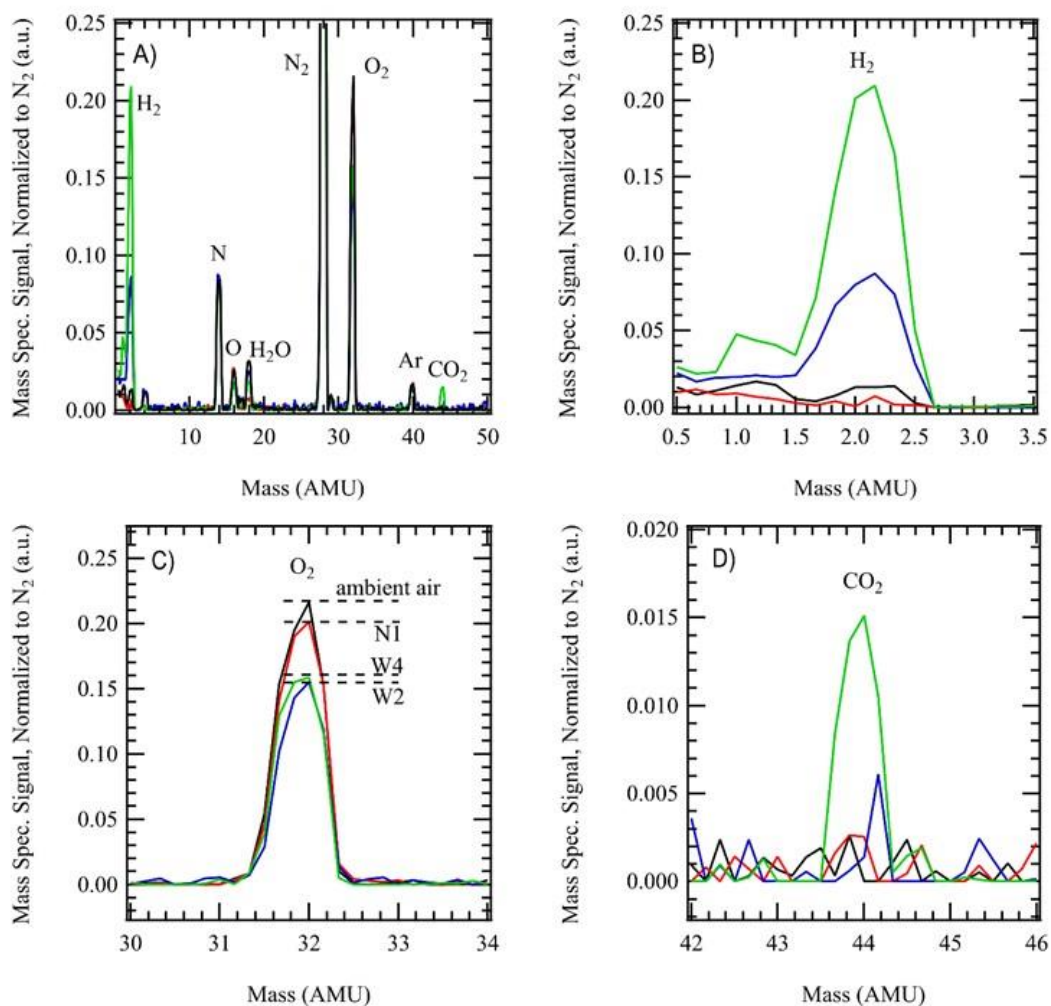 A)
Mass Spec. Signal, Normalized to N₂ (a.u.)
0.25
0.20
0.15
0.10
0.05
0.00
H₂
N
O
H₂O
N₂
O₂
Ar
CO₂
10
20
30
40
50
Mass (AMU)
B)
Mass Spec. Signal, Normalized to N₂ (a.u.)
0.25
0.20
0.15
0.10
0.05
0.00
H₂
0.5
1.0
1.5
2.0
2.5
3.0
3.5
Mass (AMU)
C)
Mass Spec. Signal, Normalized to N₂ (a.u.)
0.25
0.20
0.15
0.10
0.05
0.00
O₂
ambient air
N1
W4
W2
30
31
32
33
34
Mass (AMU)
D)
Mass Spec. Signal, Normalized to N₂ (a.u.)
0.020
0.015
0.010
0.005
0.000
CO₂
42
43
44
45
46
Mass (AMU)